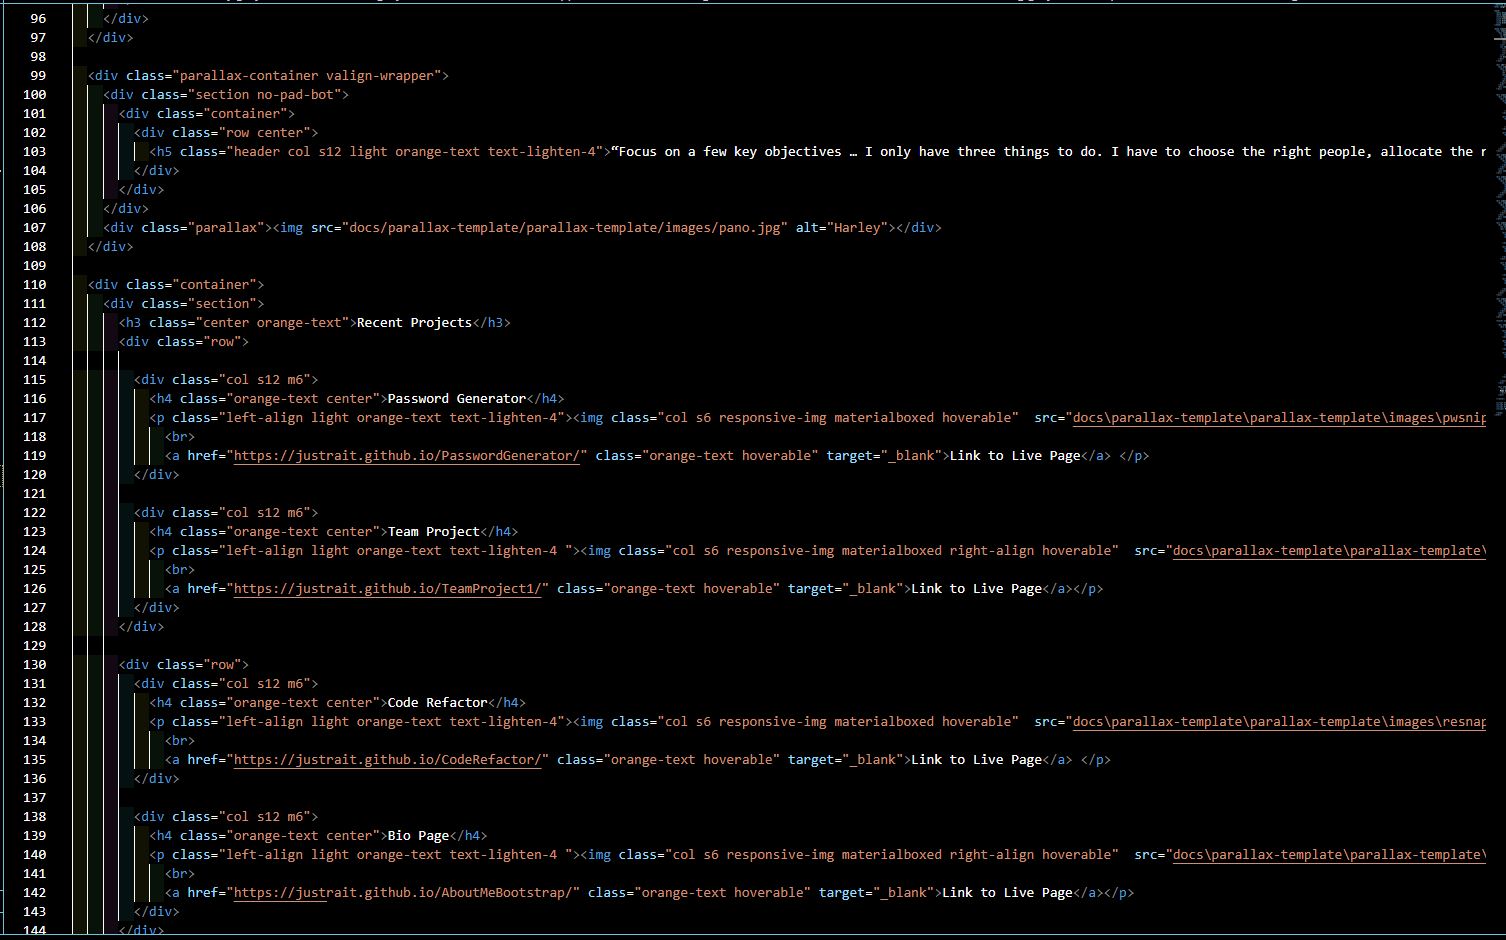 96 </div>
97 </div>
98
99 <div class="parallax-container valign-wrapper">
100 <div class="section no-pad-bot">
101 <div class="container">
102 <div class="row center">
103 <h5 class="header col s12 light orange-text text-lighten-4">“Focus on a few key objectives … I only have three things to do. I have to choose the right people, allocate the r
104 </div>
105 </div>
106 </div>
107 <div class="parallax"><img src="docs/parallax-template/parallax-template/images/pano.jpg" alt="Harley"></div>
108 </div>
109
110 <div class="container">
111 <div class="section">
112 <h3 class="center orange-text">Recent Projects</h3>
113 <div class="row">
114
115 <div class="col s12 m6">
116 <h4 class="orange-text center">Password Generator</h4>
117 <p class="left-align light orange-text text-lighten-4"><img class="col s6 responsive-img materialboxed hoverable"  src="docs\parallax-template\parallax-template\images\pwsnip
118 <br>
119 <a href="https://justrait.github.io/PasswordGenerator/" class="orange-text hoverable" target="_blank">Link to Live Page</a> </p>
120 </div>
121
122 <div class="col s12 m6">
123 <h4 class="orange-text center">Team Project</h4>
124 <p class="left-align light orange-text text-lighten-4 "><img class="col s6 responsive-img materialboxed right-align hoverable"  src="docs\parallax-template\parallax-template\
125 <br>
126 <a href="https://justrait.github.io/TeamProject1/" class="orange-text hoverable" target="_blank">Link to Live Page</a></p>
127 </div>
128 </div>
129
130 <div class="row">
131 <div class="col s12 m6">
132 <h4 class="orange-text center">Code Refactor</h4>
133 <p class="left-align light orange-text text-lighten-4"><img class="col s6 responsive-img materialboxed hoverable"  src="docs\parallax-template\parallax-template\images\resnap
134 <br>
135 <a href="https://justrait.github.io/CodeRefactor/" class="orange-text hoverable" target="_blank">Link to Live Page</a> </p>
136 </div>
137
138 <div class="col s12 m6">
139 <h4 class="orange-text center">Bio Page</h4>
140 <p class="left-align light orange-text text-lighten-4 "><img class="col s6 responsive-img materialboxed right-align hoverable"  src="docs\parallax-template\parallax-template\
141 <br>
142 <a href="https://justrait.github.io/AboutMeBootstrap/" class="orange-text hoverable" target="_blank">Link to Live Page</a></p>
143 </div>
144 </div>